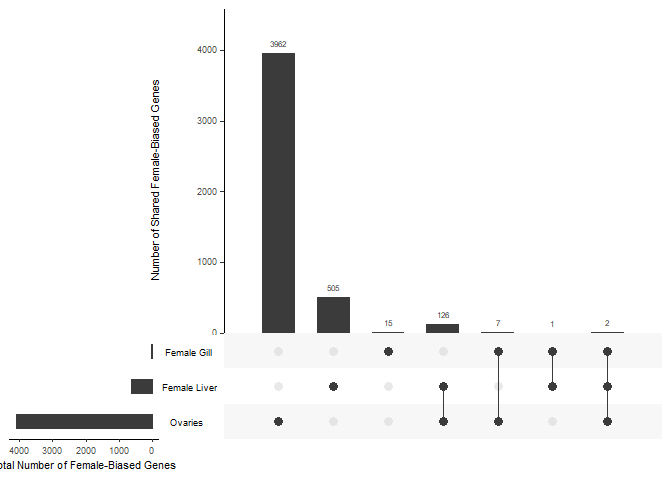 Number of Shared Female-Biased Genes
4000
3000
2000
1000
0
3962
505
15
126
7
1
2
Female Gill
Female Liver
Ovaries
4000 3000 2000 1000 0
otal Number of Female-Biased Genes